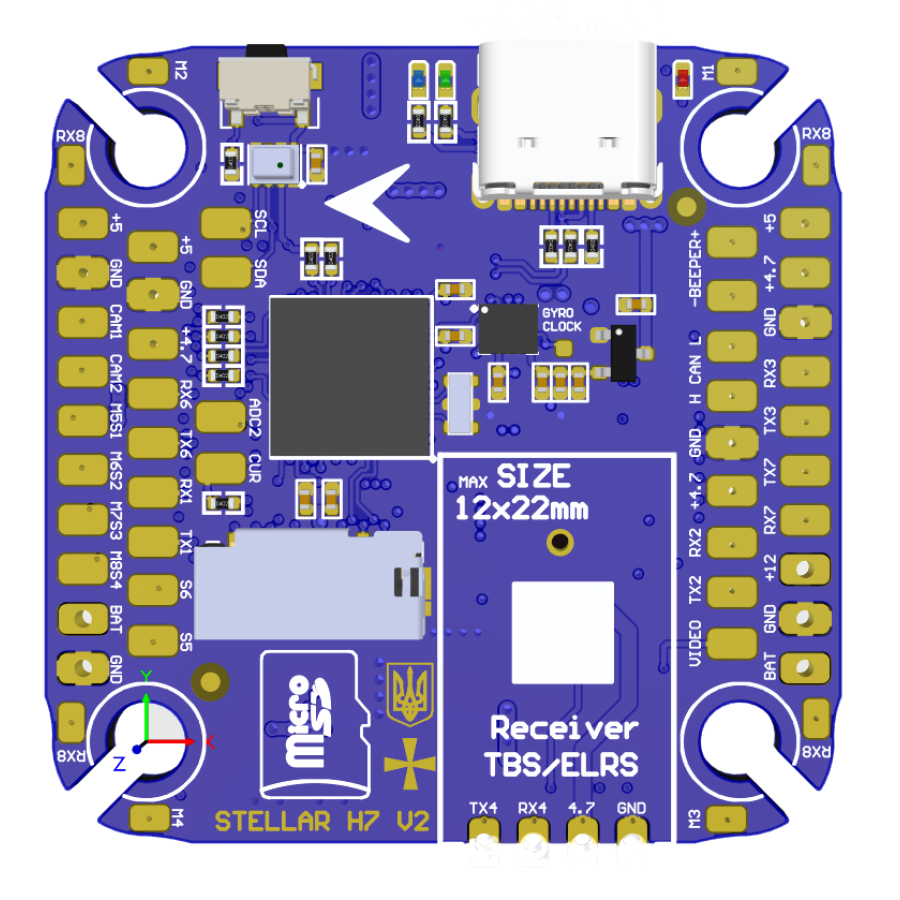 M2
M1
RX8
RX8
+5
GND
CAM1
CAM2
M5S1
M6S2
M7S3
M8S4
BAT
GND
RX8
M4
+5
GND
+4.7
RX6
TX6
RX1
TX1
S6
S5
SCL
SDA
ADC2
CUR
GYRO
CLOCK
-BEEPER+
H CAN L
GND
+4.7
RX2
TX2
VIDEO
+5
+4.7
GND
RX3
TX3
TX7
RX7
+12
GND
BAT
RX8
M3
MAX SIZE
12x22mm
Receiver
TBS/ELRS
TX4 RX4 4.7 GND
Micro
SD
STELLAR H7 V2
Y
X
Z